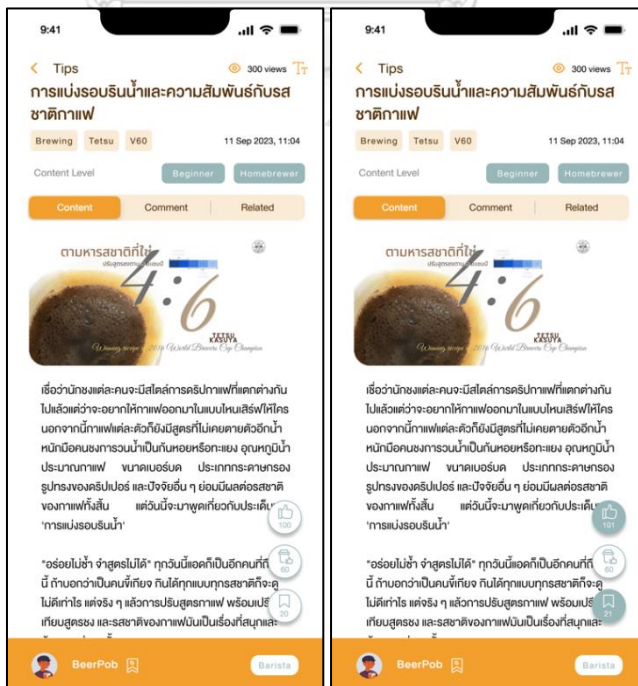 9:41
Tips
300 views
การแบ่งรอบรินน้ำและความสัมพันธ์กับรส
ชาติกาแฟ
Brewing Tetsu V60
11 Sep 2023, 11:04
Content Level
Beginner Homebrewer
Content Comment Related
ตามหารสชาติที่ใช่
4:6
TETSU
KASUYA
Winning recipe of 2016 World Brewers Cup Champion
เชื่อว่านักชงแต่ละคนจะมีสไตล์การดริปกาแฟที่แตกต่างกัน
ไปแล้วแต่ว่าจะอยากให้กาแฟออกมาในแบบไหนเสิร์ฟให้ใคร
นอกจากนี้กาแฟแต่ละตัวก็ยังมีสูตรที่ไม่เคยตายตัวอีกน้ำ
หนักมือคนชงการวนน้ำเป็นก้นหอยหรือทะแยง อุณหภูมิน้ำ
ประมาณกาแฟ ขนาดเบอร์บด ประเภทกระดาษกรอง
รูปทรงของดริปเปอร์ และปัจจัยอื่น ๆ ย่อมมีผลต่อรสชาติ
ของกาแฟทั้งสิ้น แต่วันนี้จะมาพูดเกี่ยวกับประเด็น
'การแบ่งรอบรินน้ำ'
100
"อร่อยไม่ซ้ำ จำสูตรไม่ได้" ทุกวันนี้แอดก็เป็นอีกคนที่
60
นี้ ถ้าบอกว่าเป็นคนขี้เกียจ กินได้ทุกแบบทุกรสชาติก็จะดู
ไม่ดีเท่าไร แต่จริง ๆ แล้วการปรับสูตรกาแฟ พร้อม
20
เทียบสูตรชง และรสชาติของกาแฟมันเป็นเรื่องที่สนุกและ
BeerPob
Barista
9:41
Tips
300 views
การแบ่งรอบรินน้ำและความสัมพันธ์กับรส
ชาติกาแฟ
Brewing Tetsu V60
11 Sep 2023, 11:04
Content Level
Beginner Homebrewer
Content Comment Related
ตามหารสชาติที่ใช่
4:6
TETSU
KASUYA
Winning recipe of 2016 World Brewers Cup Champion
เชื่อว่านักชงแต่ละคนจะมีสไตล์การดริปกาแฟที่แตกต่างกัน
ไปแล้วแต่ว่าจะอยากให้กาแฟออกมาในแบบไหนเสิร์ฟให้ใคร
นอกจากนี้กาแฟแต่ละตัวก็ยังมีสูตรที่ไม่เคยตายตัวอีกน้ำ
หนักมือคนชงการวนน้ำเป็นก้นหอยหรือทะแยง อุณหภูมิน้ำ
ประมาณกาแฟ ขนาดเบอร์บด ประเภทกระดาษกรอง
รูปทรงของดริปเปอร์ และปัจจัยอื่น ๆ ย่อมมีผลต่อรสชาติ
ของกาแฟทั้งสิ้น แต่วันนี้จะมาพูดเกี่ยวกับประเด็น
'การแบ่งรอบรินน้ำ'
101
"อร่อยไม่ซ้ำ จำสูตรไม่ได้" ทุกวันนี้แอดก็เป็นอีกคนที่
60
นี้ ถ้าบอกว่าเป็นคนขี้เกียจ กินได้ทุกแบบทุกรสชาติก็จะดู
ไม่ดีเท่าไร แต่จริง ๆ แล้วการปรับสูตรกาแฟ พร้อม
21
เทียบสูตรชง และรสชาติของกาแฟมันเป็นเรื่องที่สนุกและ
BeerPob
Barista